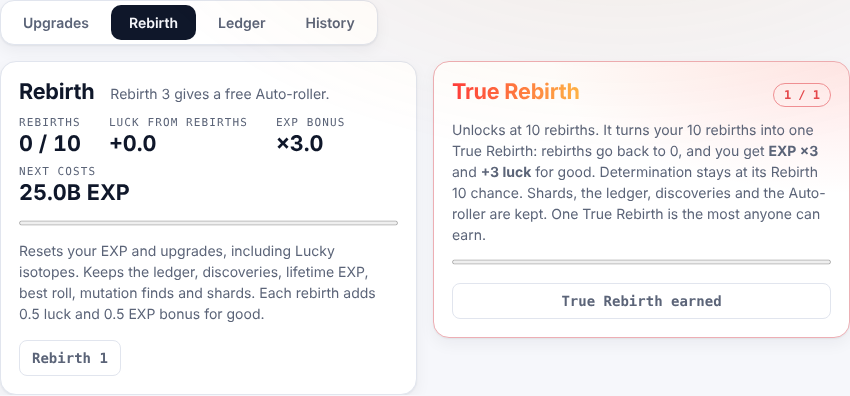 Upgrades Rebirth Ledger History
Rebirth Rebirth 3 gives a free Auto-roller.
REBIRTHS LUCK FROM REBIRTHS EXP BONUS
0 / 10 +0.0 ×3.0
NEXT COSTS
25.0B EXP
Resets your EXP and upgrades, including Lucky
isotopes. Keeps the ledger, discoveries, lifetime EXP,
best roll, mutation finds and shards. Each rebirth adds
0.5 luck and 0.5 EXP bonus for good.
Rebirth 1
True Rebirth 1 / 1
Unlocks at 10 rebirths. It turns your 10 rebirths into one
True Rebirth: rebirths go back to 0, and you get EXP ×3
and +3 luck for good. Determination stays at its Rebirth
10 chance. Shards, the ledger, discoveries and the Auto-
roller are kept. One True Rebirth is the most anyone can
earn.
True Rebirth earned